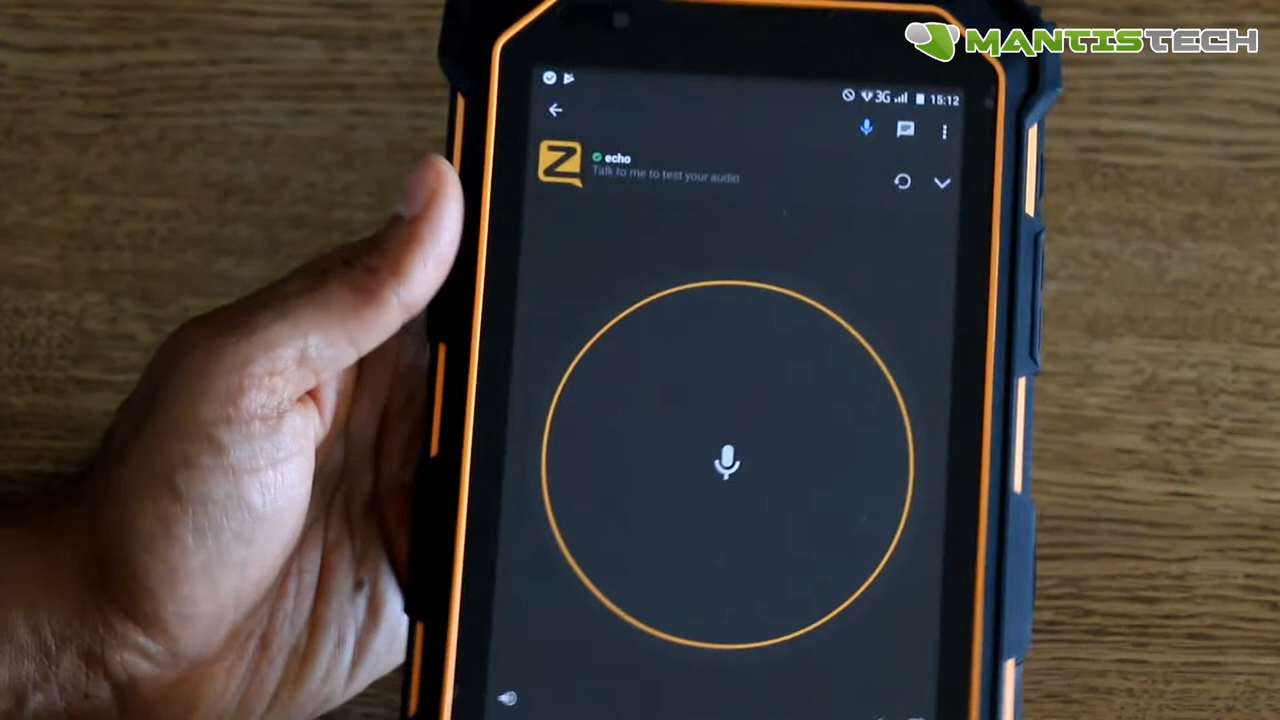 MANTISTECH
3G 15:12
Z
echo
Talk to me to test your audio